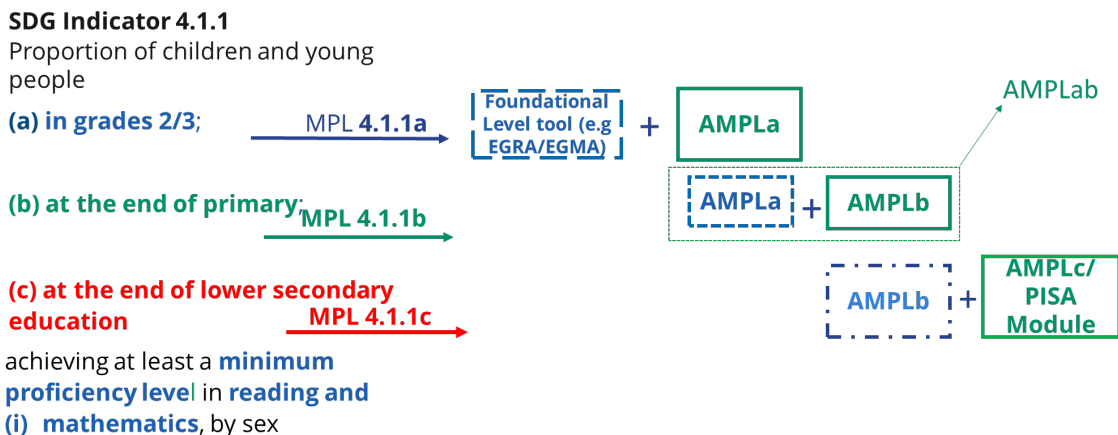 SDG Indicator 4.1.1
Proportion of children and young
people
(a) in grades 2/3;
MPL 4.1.1a
Foundational
Level tool (e.g
EGRA/EGMA)
+
AMPLa
AMPLab
(b) at the end of primary;
MPL 4.1.1b
AMPLa
+
AMPLb
(c) at the end of lower secondary
education
MPL 4.1.1c
AMPLb
+
AMPLc/
PISA
Module
achieving at least a minimum
proficiency level in reading and
(i) mathematics, by sex